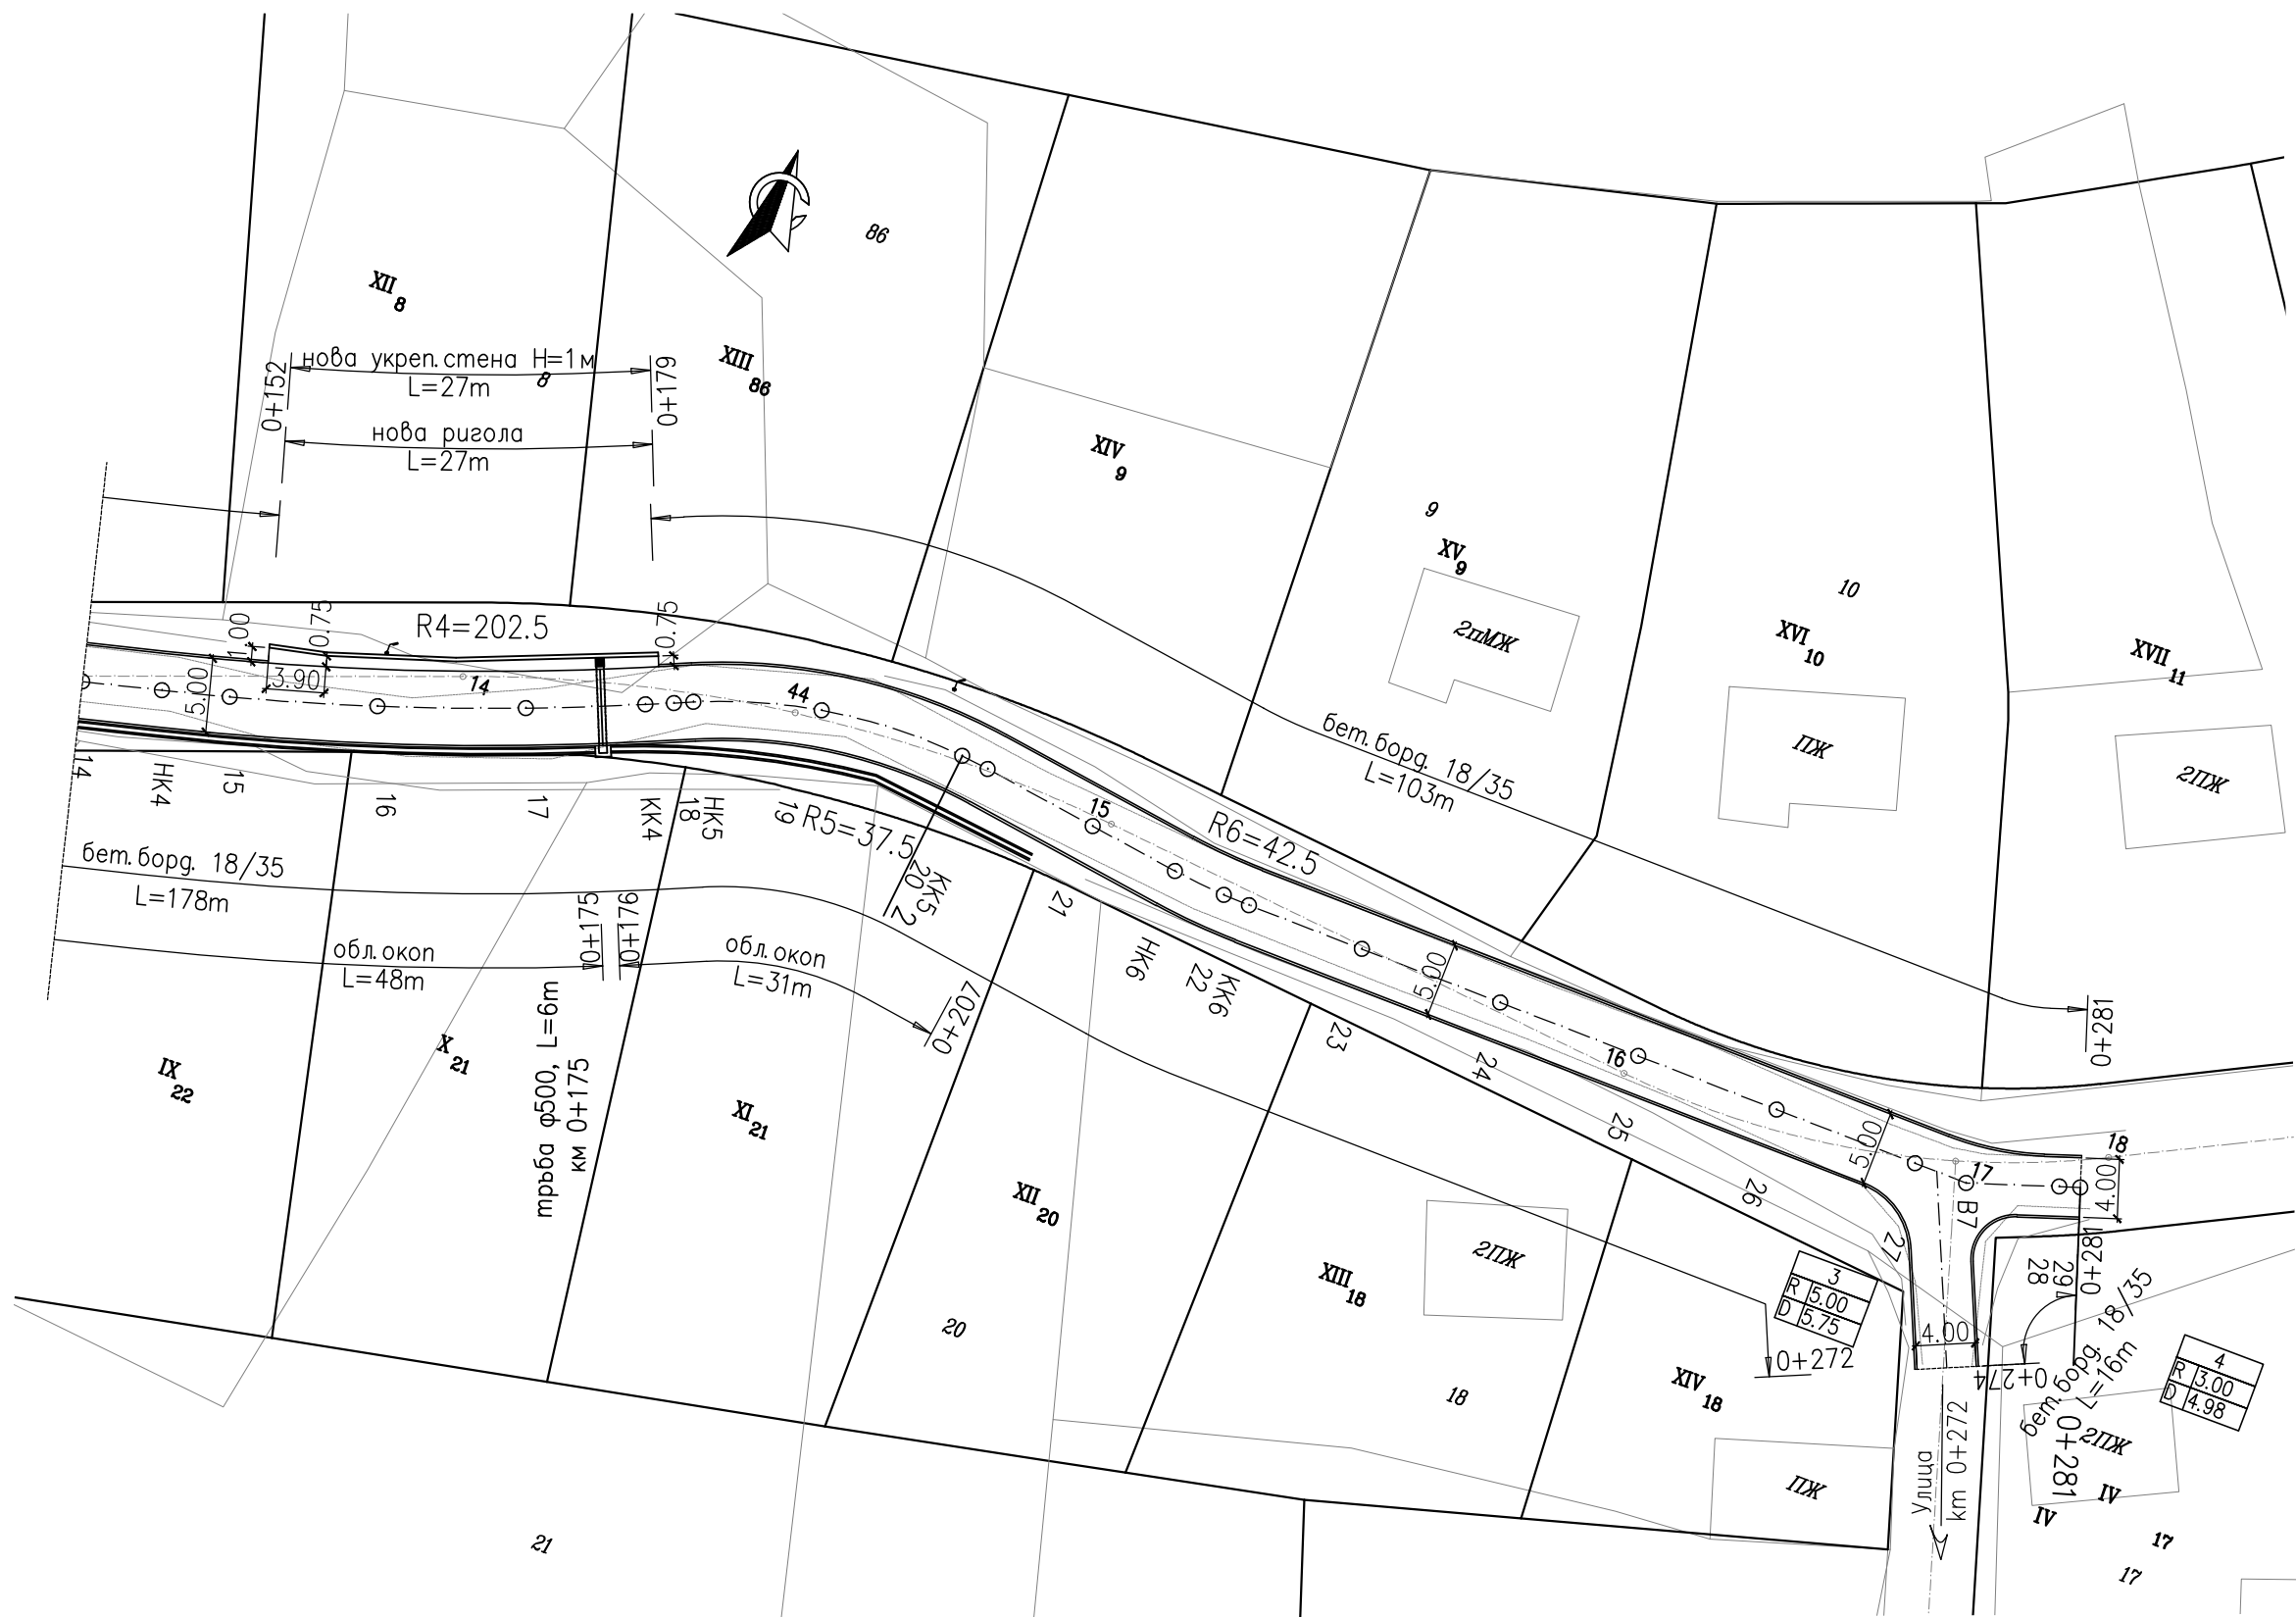 86
XII
8
нова укреп. стена H=1м
8
L=27m
0+152
0+179
нова ригола
L=27m
XIII
86
XIV
9
9
XV
9
2пМЖ
10
XVI
10
ПЖ
XVII
11
2ПЖ
1.00
0.75
R4=202.5
0.75
5.00
3.90
14
44
15
16
17
18
14
НК4
15
16
17
КК4
18
НК5
19
R5=37.5
КК5
20
2
21
R6=42.5
НК6
22
КК6
23
24
25
26
27
B7
28
29
0+281
бет. борд. 18/35
L=103m
0+281
5.00
5.00
4.00
4.00
бет. борд. 18/35
L=178m
обл. окоп
L=48m
0+175
0+176
обл. окоп
L=31m
0+207
тръба ф500, L=6m
км 0+175
IX
22
X
21
XI
21
XII
20
20
XIII
18
2ПЖ
18
XIV
18
ПЖ
21
3
R 5.00
D 5.75
0+272
0+274
бет. борд. 18/35
L=16m
0+281
4
R 3.00
D 4.98
Улица
km 0+272
2ПЖ
IV
IV
17
17